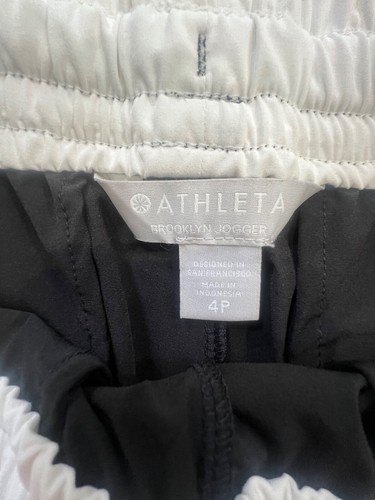 ATHLETA
BROOKLYN JOGGER
DESIGNED IN
SAN FRANCISCO
MADE IN
INDONESIA
4P